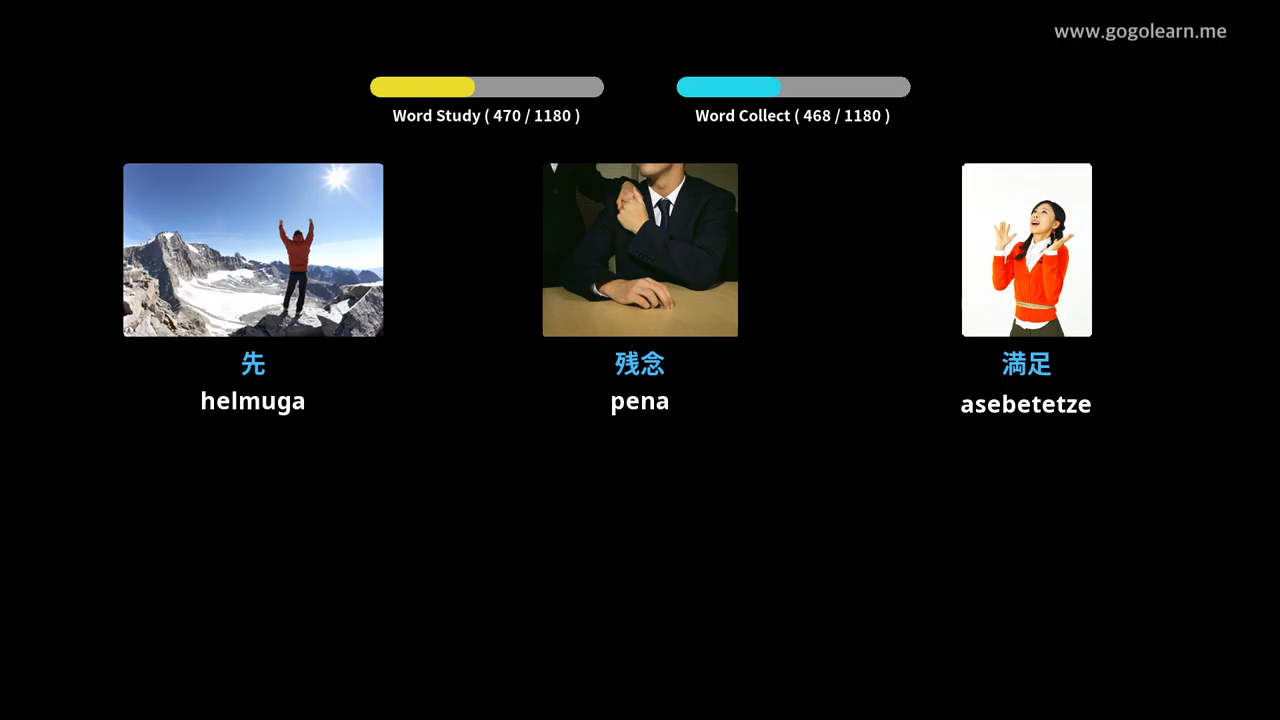 www.gogolearn.me
Word Study ( 470 / 1180 )
Word Collect ( 468 / 1180 )
先
残念
満足
helmuga
pena
asebetetze